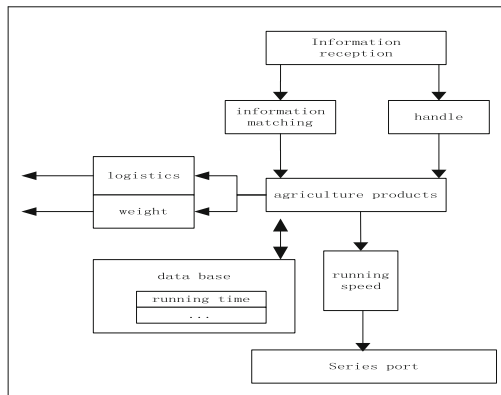 Information
reception
information
matching
handle
logistics
weight
agriculture products
data base
running time
...
running
speed
Series port